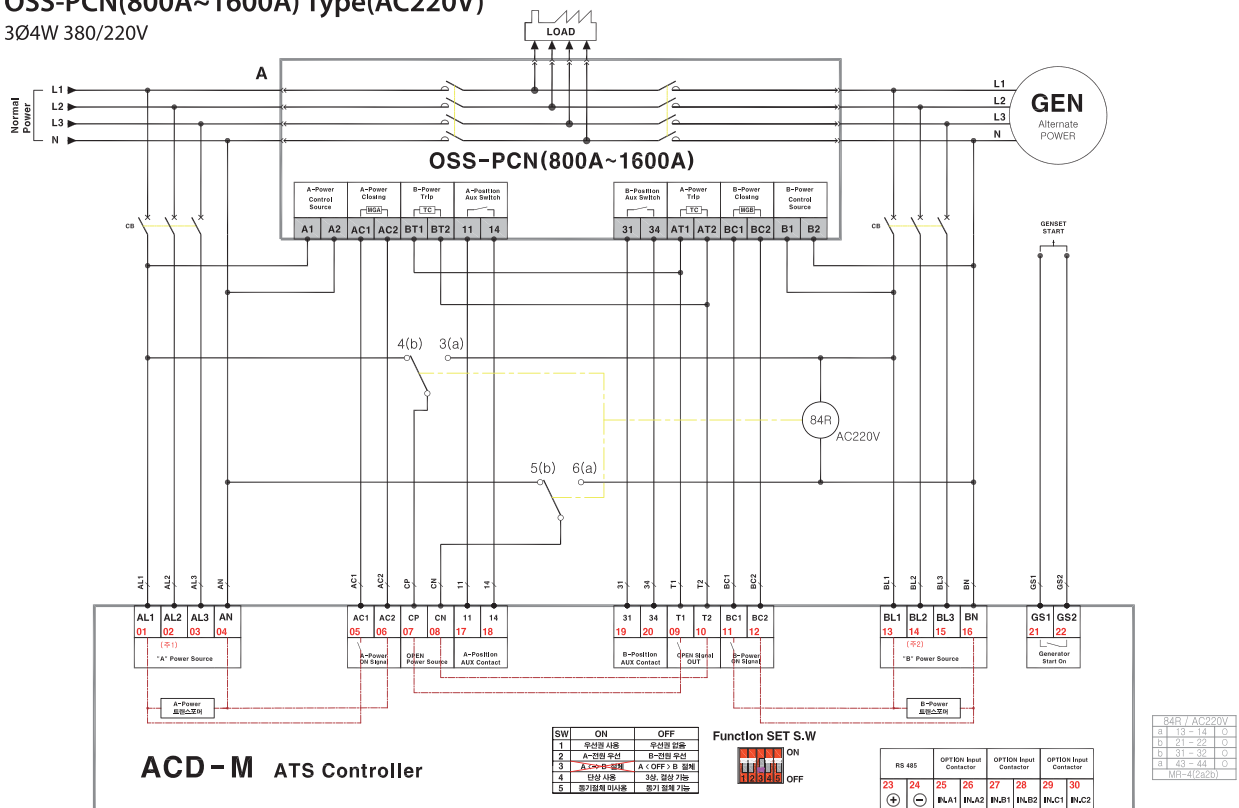 OSS-PCN(800A~1600A) Type(AC220V)
3Ø4W 380/220V
LOAD
A
Normal Power
L1
L2
L3
N
L1
L2
L3
N
GEN
Alternate
POWER
OSS-PCN(800A~1600A)
A-Power Control Source
A-Power Closing
MGA
B-Power Trip
TC
A-Position Aux Switch
B-Position Aux Switch
A-Power Trip
TC
B-Power Closing
MGB
B-Power Control Source
A1 A2 AC1 AC2 BT1 BT2 11 14
31 34 AT1 AT2 BC1 BC2 B1 B2
CB
CB
GENSET
START
4(b) 3(a)
84R
AC220V
5(b) 6(a)
AL1 AL2 AL3 AN AC1 AC2 CP CN 11 14 31 34 T1 T2 BC1 BC2 BL1 BL2 BL3 BN GS1 GS2
AL1 AL2 AL3 AN
01 02 03 04
(주1)
"A" Power Source
AC1 AC2 CP CN 11 14
05 06 07 08 17 18
A-Power ON Signal
OPEN Power Source
A-Position AUX Contact
31 34 T1 T2 BC1 BC2
19 20 09 10 11 12
B-Position AUX Contact
OPEN Signal OUT
B-Power ON Signal
BL1 BL2 BL3 BN
13 14 15 16
(주2)
"B" Power Source
GS1 GS2
21 22
Generator Start On
A-Power
트랜스포머
B-Power
트랜스포머
ACD-M ATS Controller
SW ON OFF
1 우선권 사용 우선권 없음
2 A-전원 우선 B-전원 우선
3 A <-> B 절체 A < OFF > B 절체
4 단상 사용 3상, 결상 기능
5 동기절체 미사용 동기 절체 기능
Function SET S.W
ON
1 2 3 4 5
OFF
RS 485
OPTION Input Contactor
OPTION Input Contactor
OPTION Input Contactor
23 24 25 26 27 28 29 30
+ - IN.A1 IN.A2 IN.B1 IN.B2 IN.C1 IN.C2
84R / AC220V
a 13 - 14 O
b 21 - 22 O
b 31 - 32 O
a 43 - 44 O
MR-4(2a2b)